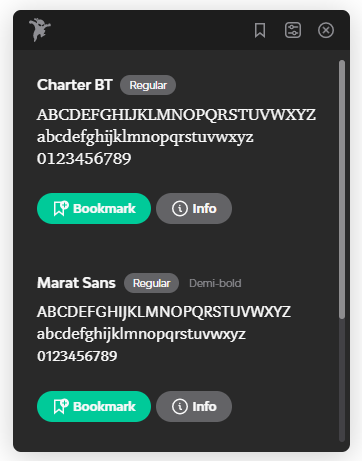 Charter BT Regular
ABCDEFGHIJKLMNOPQRSTUVWXYZ
abcdefghijklmnopqrstuvwxyz
0123456789
Bookmark Info
Marat Sans Regular Demi-bold
ABCDEFGHIJKLMNOPQRSTUVWXYZ
abcdefghijklmnopqrstuvwxyz
0123456789
Bookmark Info